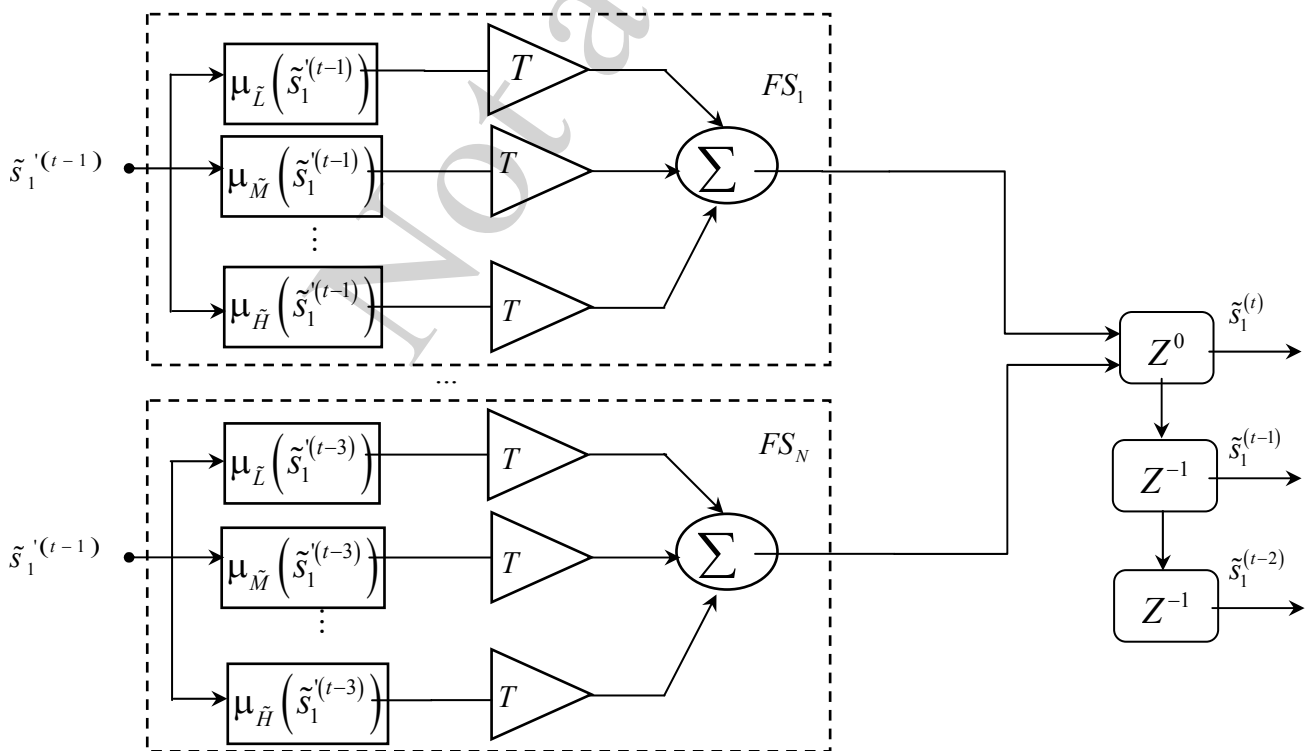 μ_L̃(s̃₁'^(t−1))
T
FS₁
s̃₁'^(t−1)
μ_M̃(s̃₁'^(t−1))
T
Σ
⋮
μ_H̃(s̃₁'^(t−1))
T
...
Z⁰
s̃₁^(t)
μ_L̃(s̃₁'^(t−3))
T
FS_N
Z⁻¹
s̃₁^(t−1)
s̃₁'^(t−1)
μ_M̃(s̃₁'^(t−3))
T
Σ
⋮
Z⁻¹
s̃₁^(t−2)
μ_H̃(s̃₁'^(t−3))
T
Not a